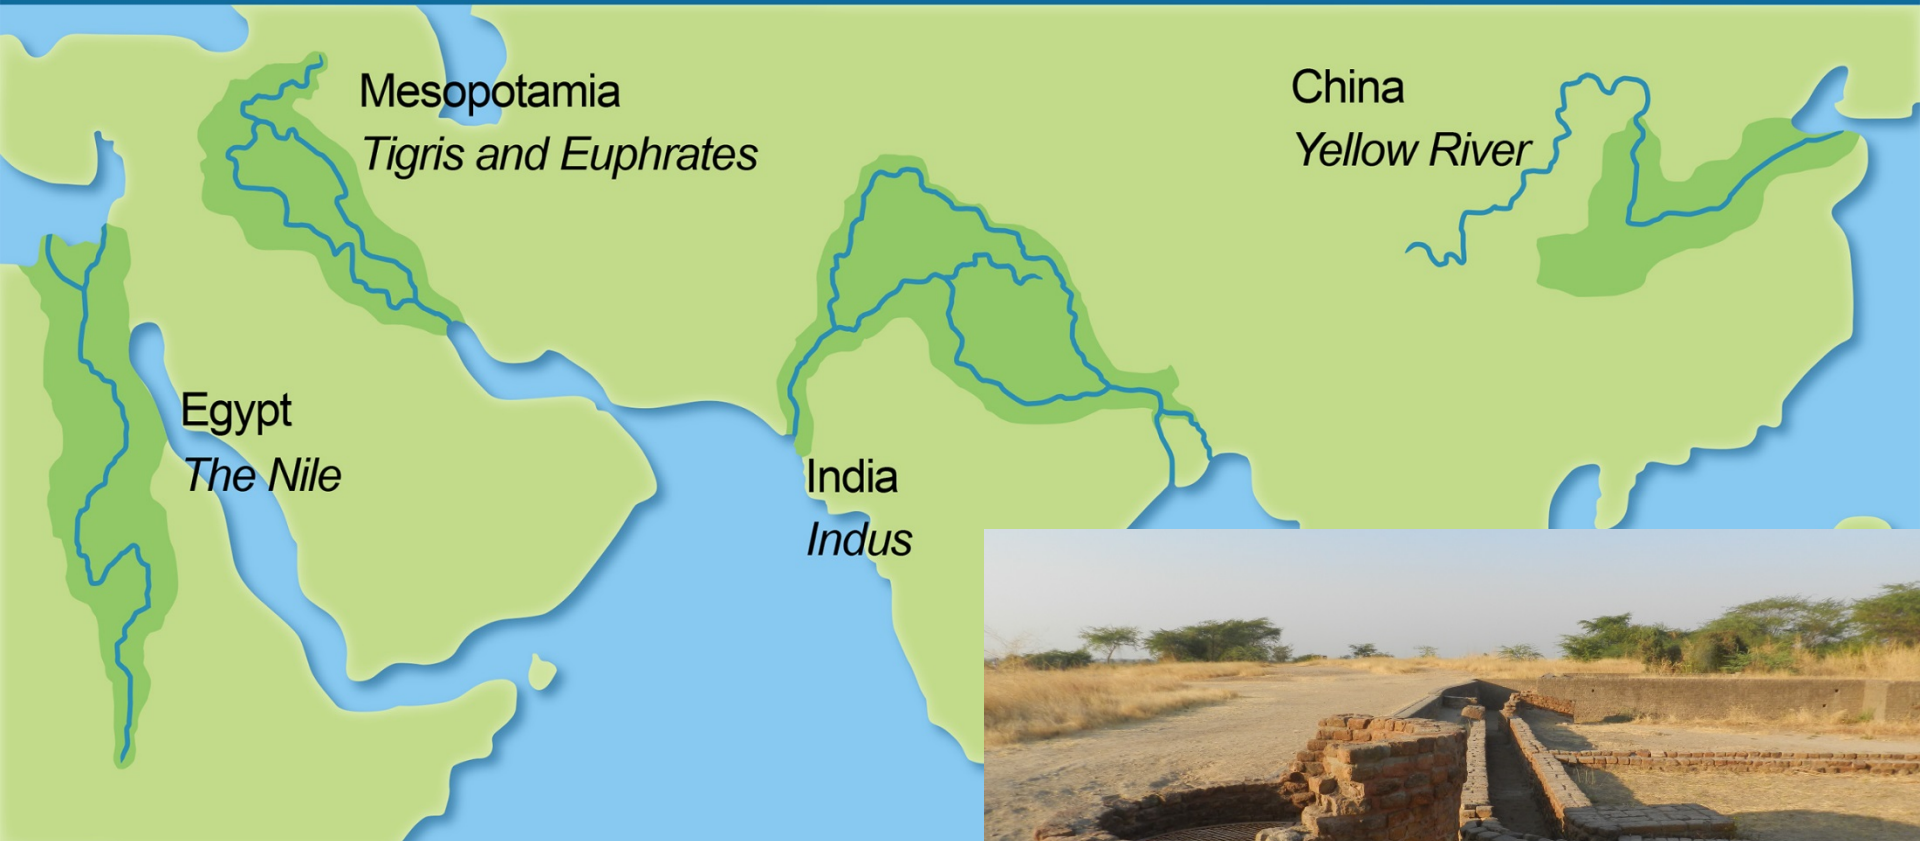 Mesopotamia
Tigris and Euphrates
China
Yellow River
Egypt
The Nile
India
Indus